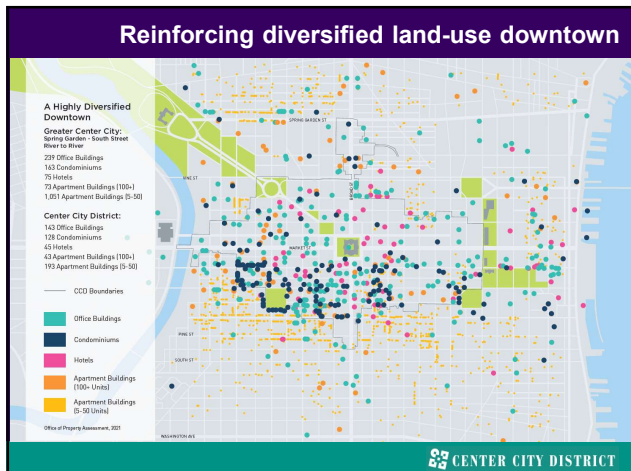 Reinforcing diversified land-use downtown
A Highly Diversified
Downtown
Greater Center City:
Spring Garden - South Street
River to River
239 Office Buildings
163 Condominiums
75 Hotels
73 Apartment Buildings (100+)
1,051 Apartment Buildings (5-50)
Center City District:
143 Office Buildings
128 Condominiums
45 Hotels
43 Apartment Buildings (100+)
193 Apartment Buildings (5-50)
CCD Boundaries
Office Buildings
Condominiums
Hotels
Apartment Buildings
(100+ Units)
Apartment Buildings
(5-50 Units)
Office of Property Assessment, 2021
SPRING GARDEN ST
VINE ST
MARKET ST
PINE ST
SOUTH ST
WASHINGTON AVE
CENTER CITY DISTRICT